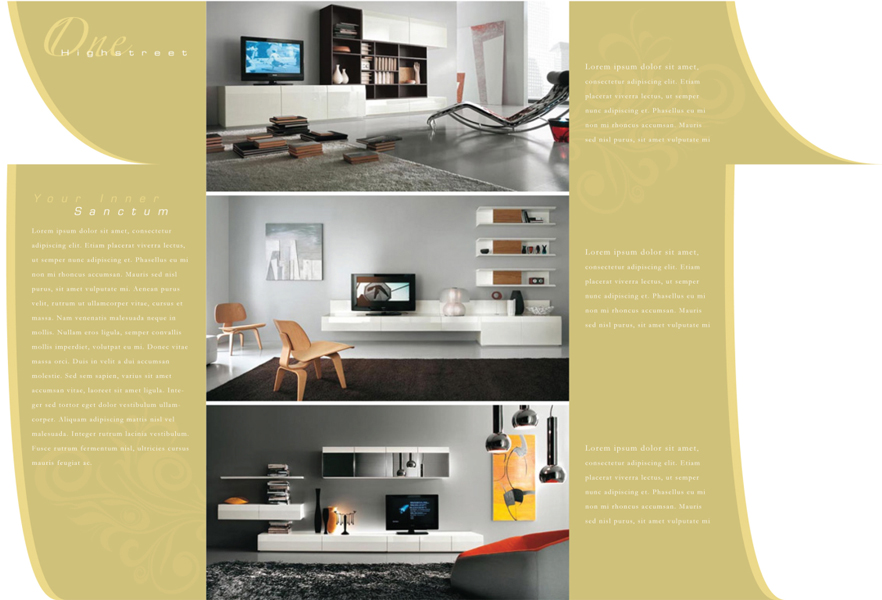 One
Highstreet
Your Inner
Sanctum
Lorem ipsum dolor sit amet, consectetur
adipiscing elit. Etiam placerat viverra lectus,
ut semper nunc adipiscing et. Phasellus eu mi
non mi rhoncus accumsan. Mauris sed nisl
purus, sit amet vulputate mi. Aenean purus
velit, rutrum ut ullamcorper vitae, cursus et
massa. Nam venenatis malesuada neque in
mollis. Nullam eros ligula, semper convallis
mollis imperdiet, volutpat eu mi. Donec vitae
massa orci. Duis in velit a dui accumsan
molestie. Sed sem sapien, varius sit amet
accumsan vitae, laoreet sit amet ligula. Inte-
ger sed tortor eget dolor vestibulum ullam-
corper. Aliquam adipiscing mattis nisl vel
malesuada. Integer rutrum lacinia vestibulum.
Fusce rutrum fermentum nisl, ultricies cursus
mauris feugiat ac.
Lorem ipsum dolor sit amet,
consectetur adipiscing elit. Etiam
placerat viverra lectus, ut semper
nunc adipiscing et. Phasellus eu mi
non mi rhoncus accumsan. Mauris
sed nisl purus, sit amet vulputate mi
Lorem ipsum dolor sit amet,
consectetur adipiscing elit. Etiam
placerat viverra lectus, ut semper
nunc adipiscing et. Phasellus eu mi
non mi rhoncus accumsan. Mauris
sed nisl purus, sit amet vulputate mi
Lorem ipsum dolor sit amet,
consectetur adipiscing elit. Etiam
placerat viverra lectus, ut semper
nunc adipiscing et. Phasellus eu mi
non mi rhoncus accumsan. Mauris
sed nisl purus, sit amet vulputate mi